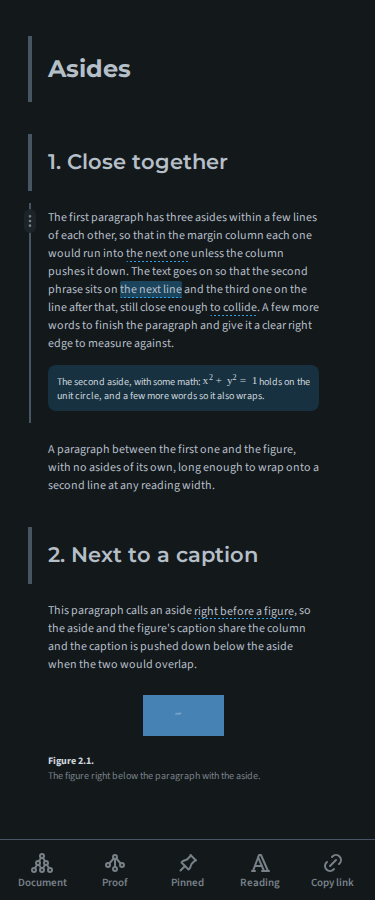 Asides
1. Close together
The first paragraph has three asides within a few lines
of each other, so that in the margin column each one
would run into the next one unless the column
pushes it down. The text goes on so that the second
phrase sits on the next line and the third one on the
line after that, still close enough to collide. A few more
words to finish the paragraph and give it a clear right
edge to measure against.
The second aside, with some math: x² + y² = 1 holds on the
unit circle, and a few more words so it also wraps.
A paragraph between the first one and the figure,
with no asides of its own, long enough to wrap onto a
second line at any reading width.
2. Next to a caption
This paragraph calls an aside right before a figure, so
the aside and the figure's caption share the column
and the caption is pushed down below the aside
when the two would overlap.
Figure 2.1.
The figure right below the paragraph with the aside.
Document Proof Pinned Reading Copy link